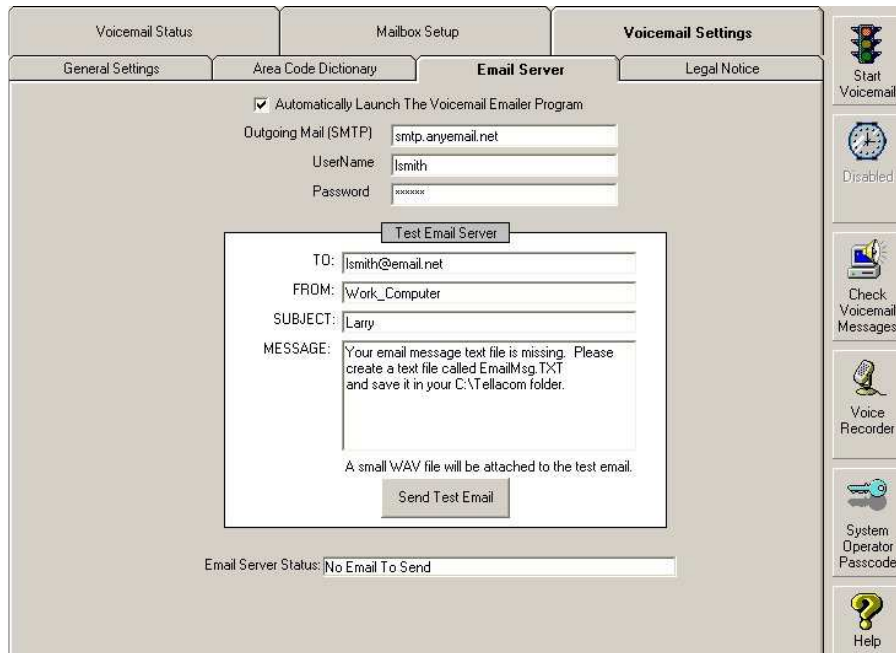 Voicemail Status
Mailbox Setup
Voicemail Settings
General Settings
Area Code Dictionary
Email Server
Legal Notice
Automatically Launch The Voicemail Emailer Program
Outgoing Mail (SMTP)
smtp.anyemail.net
UserName
lsmith
Password
xxxxxx
Test Email Server
TO:
lsmith@email.net
FROM:
Work_Computer
SUBJECT:
Larry
MESSAGE:
Your email message text file is missing. Please
create a text file called EmailMsg.TXT
and save it in your C:\Tellacom folder.
A small WAV file will be attached to the test email.
Send Test Email
Email Server Status:
No Email To Send
Start
Voicemail
Disabled
Check
Voicemail
Messages
Voice
Recorder
System
Operator
Passcode
Help